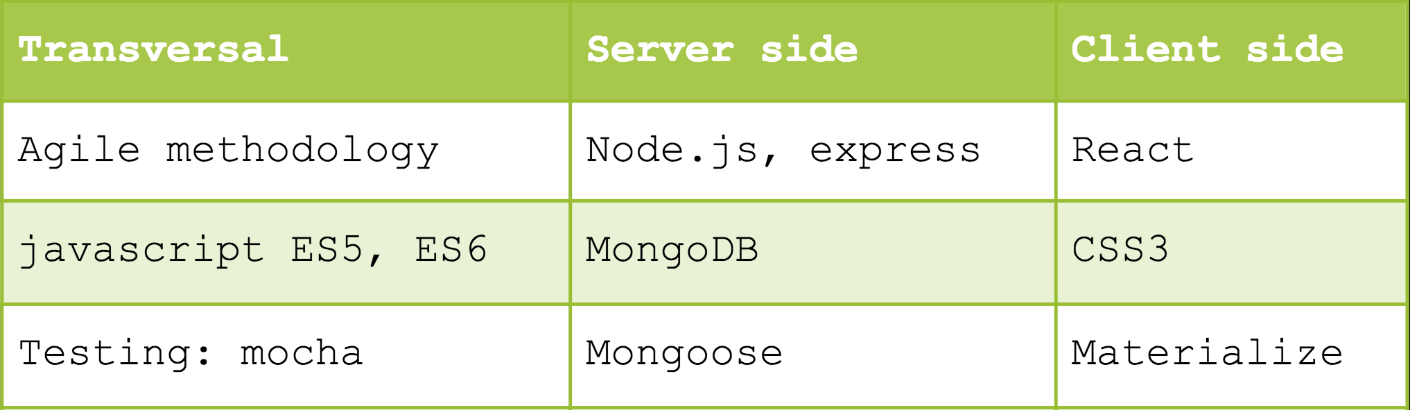 Transversal Server side Client side
Agile methodology Node.js, express React
javascript ES5, ES6 MongoDB CSS3
Testing: mocha Mongoose Materialize